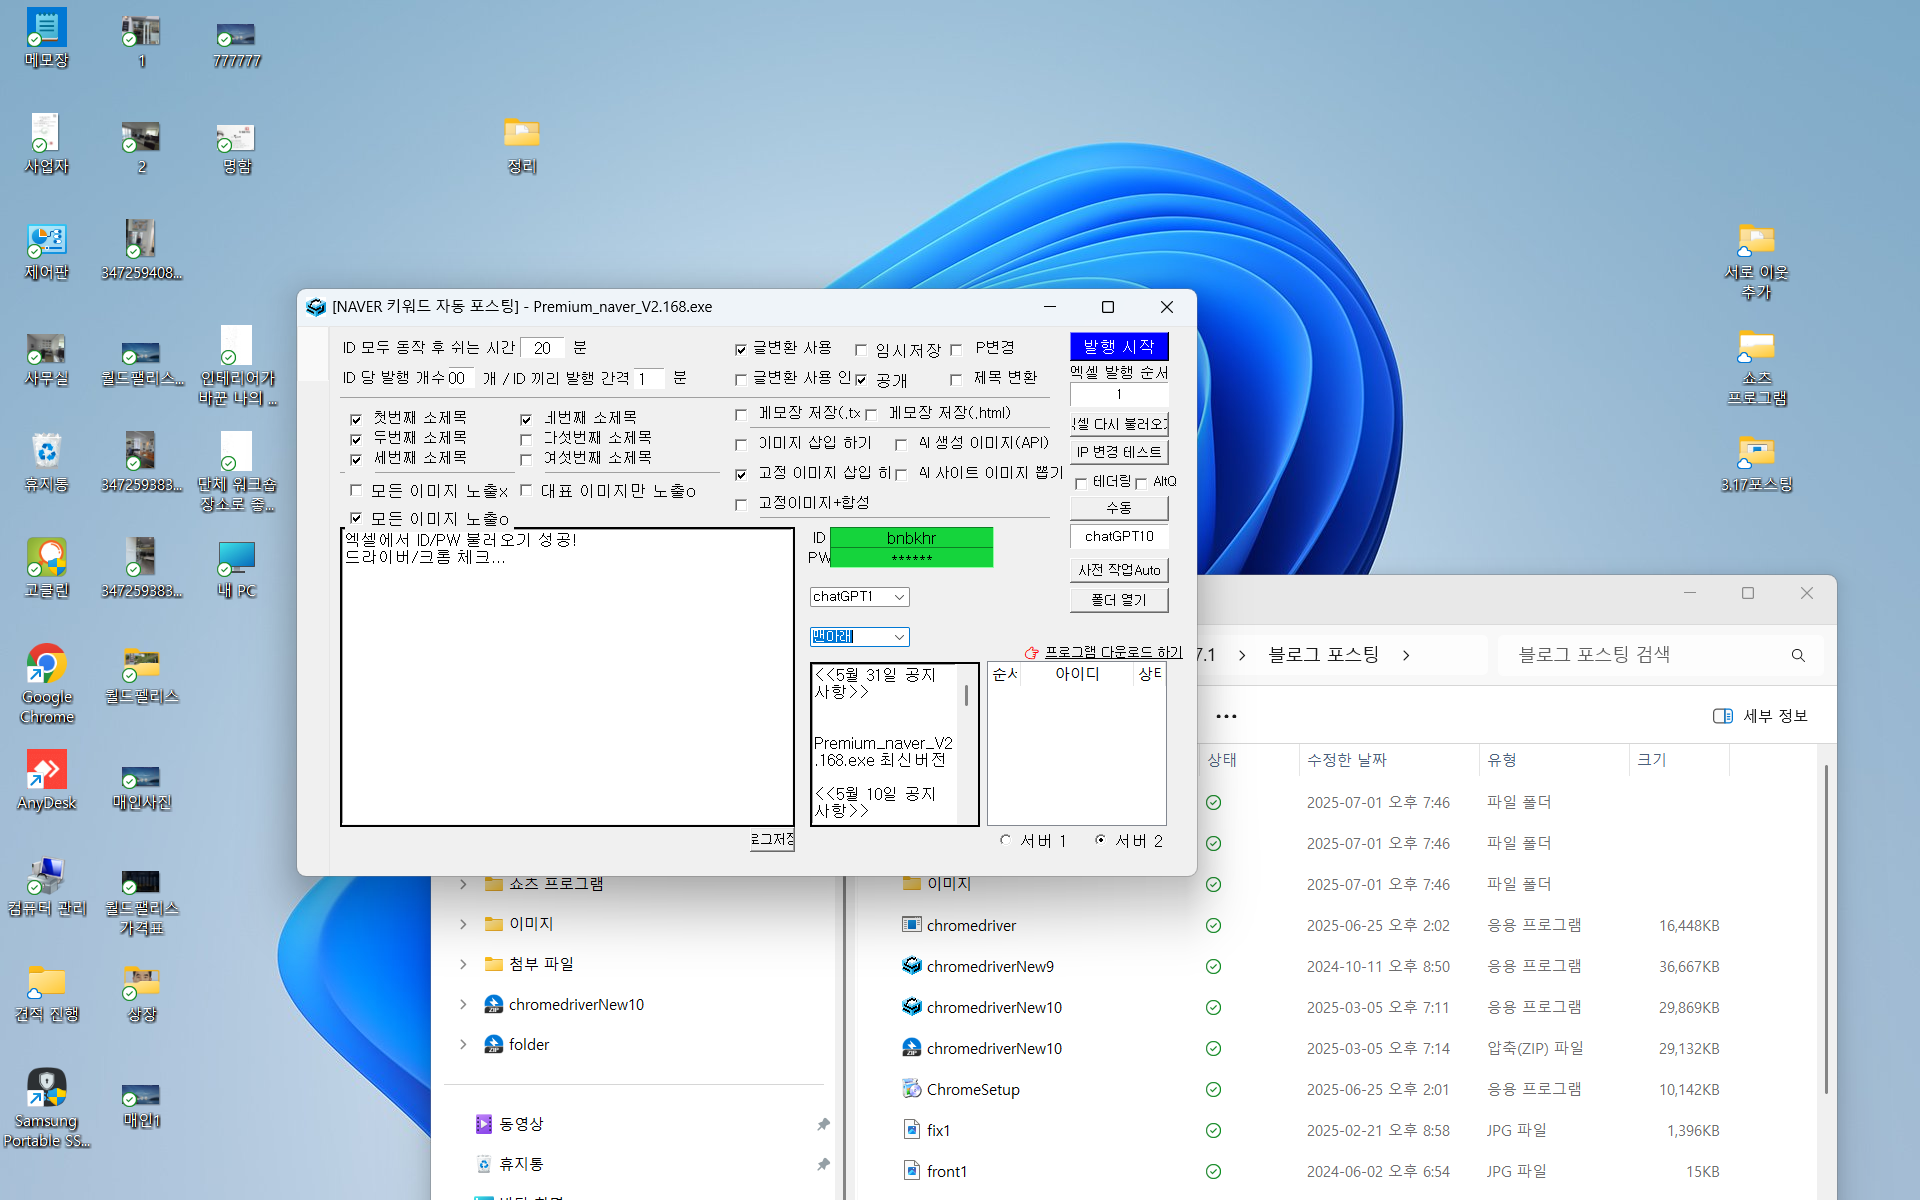 메모장
1
777777
사업자
2
명함
정리
제어판
347259408...
서로 이웃
추가
사무실
월드팰리스...
인테리어가
바꾼 나의 ...
쇼츠
프로그램
휴지통
347259383...
단체 워크숍
장소로 좋...
3.17포스팅
고클린
347259383...
내 PC
Google
Chrome
월드펠리스
AnyDesk
매인사진
컴퓨터 관리
월드팰리스
가격표
견적 진행
상장
Samsung
Portable SS...
매인1
[NAVER 키워드 자동 포스팅] - Premium_naver_V2.168.exe
ID 모두 동작 후 쉬는 시간 20 분
ID 당 발행 개수 00 개 / ID 끼리 발행 간격 1 분
글변환 사용
임시저장
P변경
글변환 사용 인
공개
제목 변환
발행 시작
엑셀 발행 순서
1
첫번째 소제목
두번째 소제목
세번째 소제목
네번째 소제목
다섯번째 소제목
여섯번째 소제목
모든 이미지 노출x
대표 이미지만 노출o
모든 이미지 노출o
메모장 저장(.tx
메모장 저장(.html)
이미지 삽입 하기
AI 생성 이미지(API)
고정 이미지 삽입 히
AI 사이트 이미지 뽑기
고정이미지+합성
셀 다시 불러오
IP 변경 테스트
테더링
AltQ
수동
chatGPT10
사전 작업Auto
폴더 열기
엑셀에서 ID/PW 불러오기 성공!
드라이버/크롬 체크...
ID bnbkhr
PW ******
chatGPT1
맨아래
프로그램 다운로드 하기
<<5월 31일 공지
사항>>
Premium_naver_V2
.168.exe 최신버전
<<5월 10일 공지
사항>>
순서
아이디
상태
로그저장
서버 1
서버 2
7.1 > 블로그 포스팅 >
블로그 포스팅 검색
...
세부 정보
상태 수정한 날짜 유형 크기
2025-07-01 오후 7:46 파일 폴더
2025-07-01 오후 7:46 파일 폴더
이미지 2025-07-01 오후 7:46 파일 폴더
chromedriver 2025-06-25 오후 2:02 응용 프로그램 16,448KB
chromedriverNew9 2024-10-11 오후 8:50 응용 프로그램 36,667KB
chromedriverNew10 2025-03-05 오후 7:11 응용 프로그램 29,869KB
chromedriverNew10 2025-03-05 오후 7:14 압축(ZIP) 파일 29,132KB
ChromeSetup 2025-06-25 오후 2:01 응용 프로그램 10,142KB
fix1 2025-02-21 오후 8:58 JPG 파일 1,396KB
front1 2024-06-02 오후 6:54 JPG 파일 15KB
쇼츠 프로그램
이미지
첨부 파일
chromedriverNew10
folder
동영상
휴지통